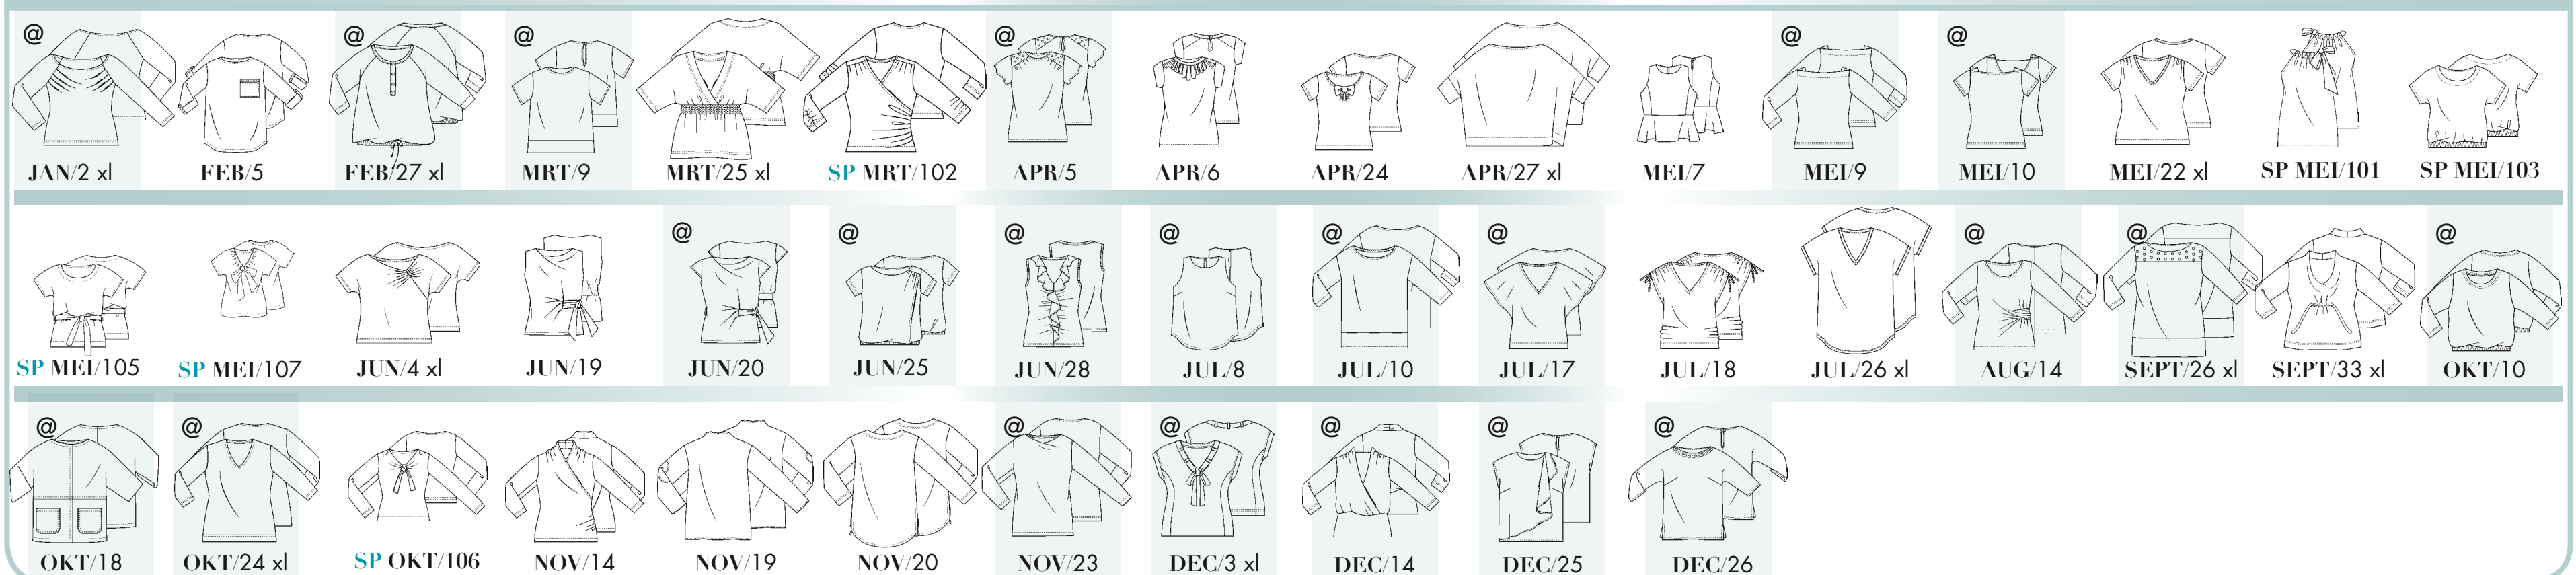 @ @ @ @ @ @
JAN/2 xl FEB/5 FEB/27 xl MRT/9 MRT/25 xl SP MRT/102 APR/5 APR/6 APR/24 APR/27 xl MEI/7 MEI/9 MEI/10 MEI/22 xl SP MEI/101 SP MEI/103
@ @ @ @ @ @ @ @ @
SP MEI/105 SP MEI/107 JUN/4 xl JUN/19 JUN/20 JUN/25 JUN/28 JUL/8 JUL/10 JUL/17 JUL/18 JUL/26 xl AUG/14 SEPT/26 xl SEPT/33 xl OKT/10
@ @ @ @ @ @ @
OKT/18 OKT/24 xl SP OKT/106 NOV/14 NOV/19 NOV/20 NOV/23 DEC/3 xl DEC/14 DEC/25 DEC/26